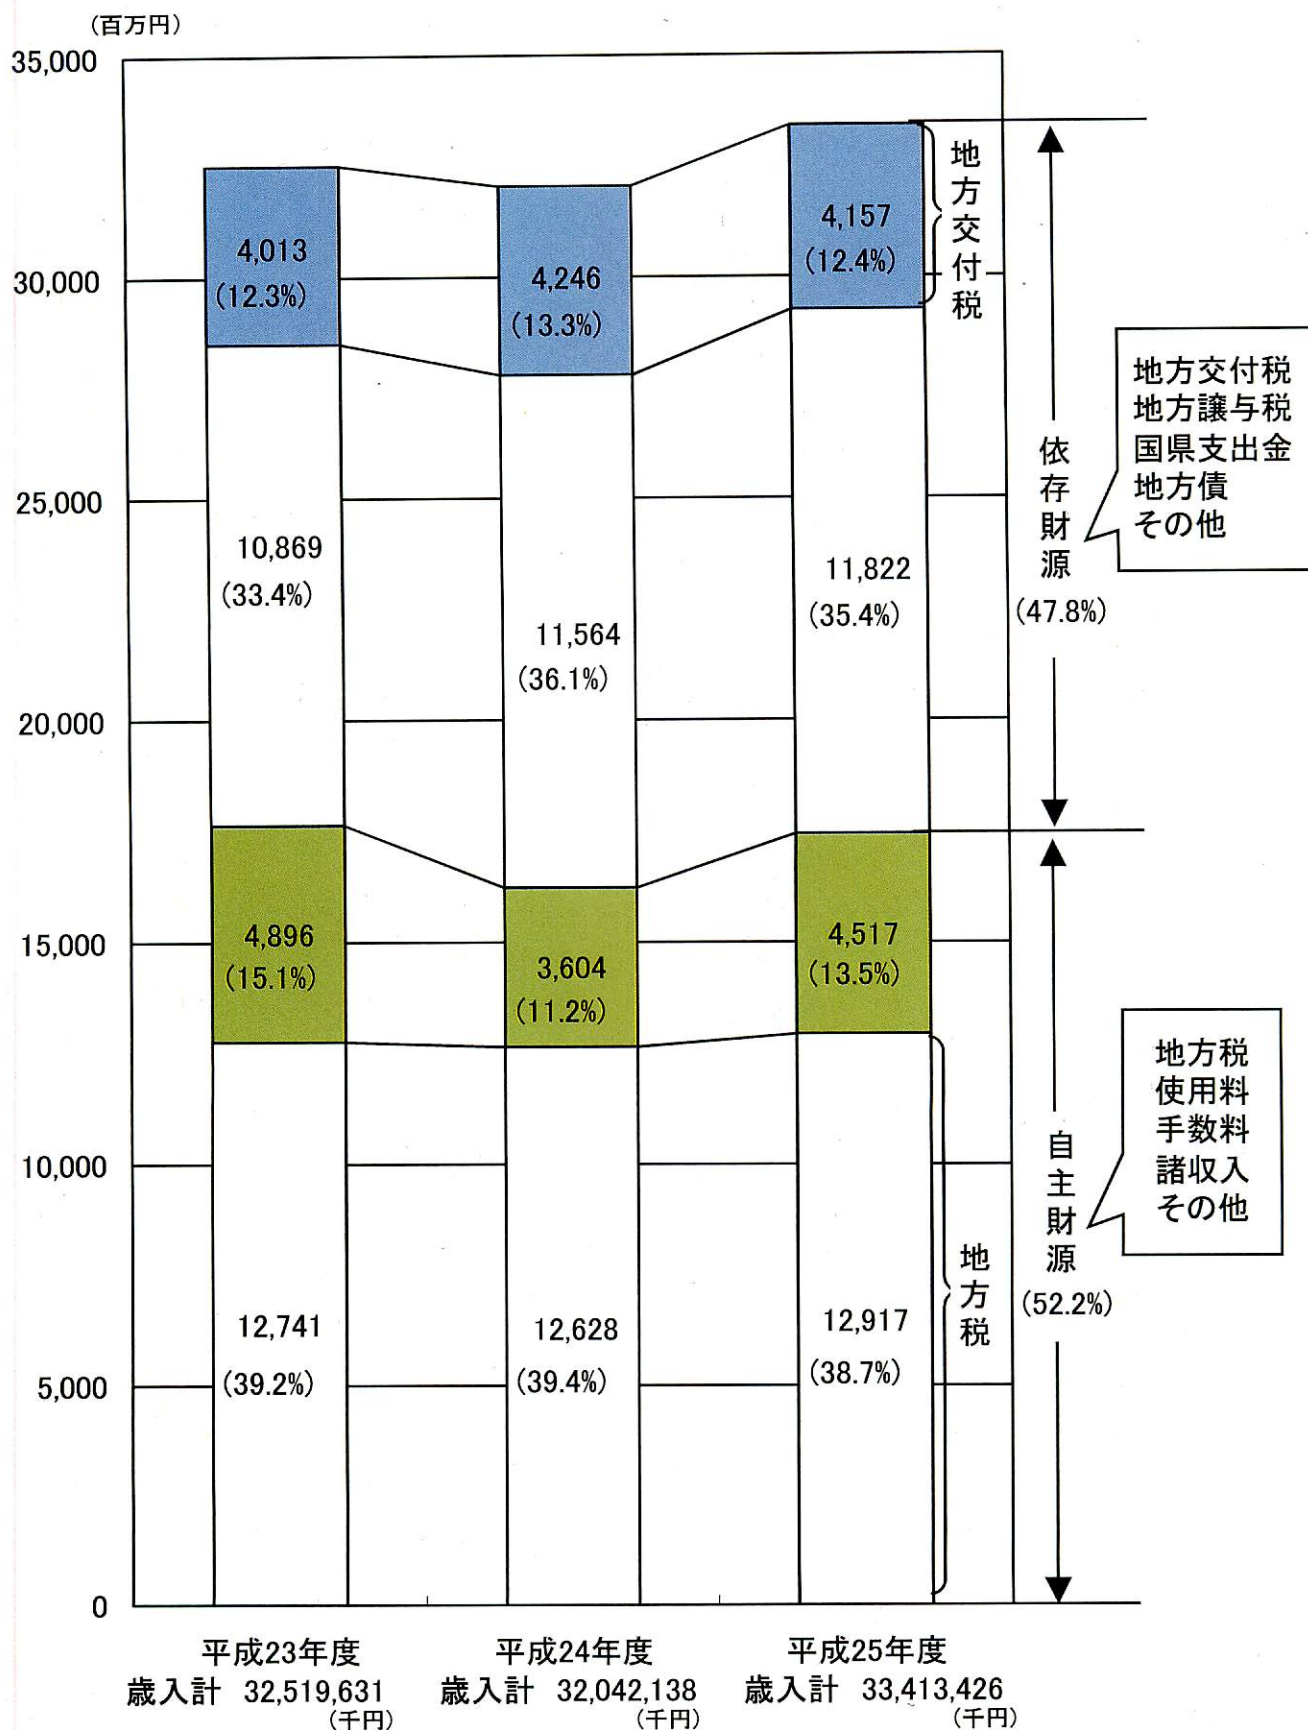 （百万円）
35,000
30,000
25,000
20,000
15,000
10,000
5,000
0
4,013
（12.3%）
10,869
（33.4%）
4,896
（15.1%）
12,741
（39.2%）
4,246
（13.3%）
11,564
（36.1%）
3,604
（11.2%）
12,628
（39.4%）
4,157
（12.4%）
11,822
（35.4%）
4,517
（13.5%）
12,917
（38.7%）
地方交付税
地方税
依存財源
（47.8%）
自主財源
（52.2%）
地方交付税
地方譲与税
国県支出金
地方債
その他
地方税
使用料
手数料
諸収入
その他
平成23年度
歳入計 32,519,631
（千円）
平成24年度
歳入計 32,042,138
（千円）
平成25年度
歳入計 33,413,426
（千円）